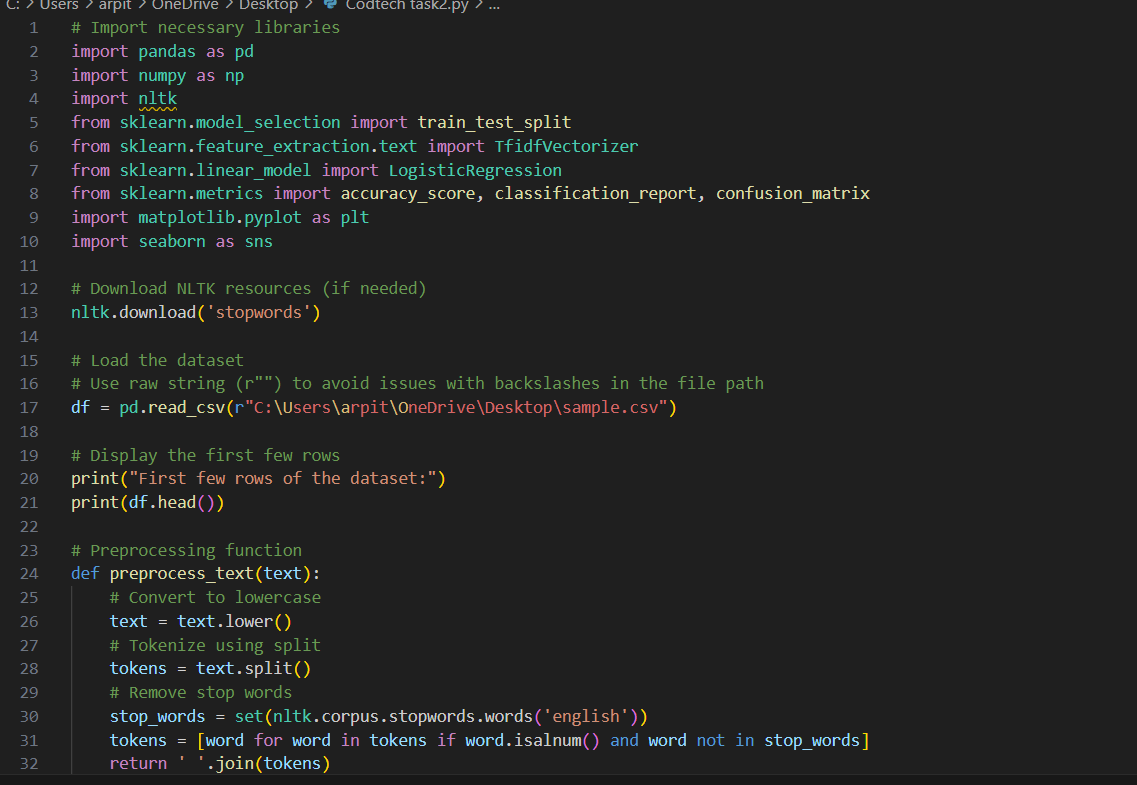 C: > Users > arpit > OneDrive > Desktop > Codtech task2.py > ...
1 # Import necessary libraries
2 import pandas as pd
3 import numpy as np
4 import nltk
5 from sklearn.model_selection import train_test_split
6 from sklearn.feature_extraction.text import TfidfVectorizer
7 from sklearn.linear_model import LogisticRegression
8 from sklearn.metrics import accuracy_score, classification_report, confusion_matrix
9 import matplotlib.pyplot as plt
10 import seaborn as sns
11
12 # Download NLTK resources (if needed)
13 nltk.download('stopwords')
14
15 # Load the dataset
16 # Use raw string (r"") to avoid issues with backslashes in the file path
17 df = pd.read_csv(r"C:\Users\arpit\OneDrive\Desktop\sample.csv")
18
19 # Display the first few rows
20 print("First few rows of the dataset:")
21 print(df.head())
22
23 # Preprocessing function
24 def preprocess_text(text):
25     # Convert to lowercase
26     text = text.lower()
27     # Tokenize using split
28     tokens = text.split()
29     # Remove stop words
30     stop_words = set(nltk.corpus.stopwords.words('english'))
31     tokens = [word for word in tokens if word.isalnum() and word not in stop_words]
32     return ' '.join(tokens)